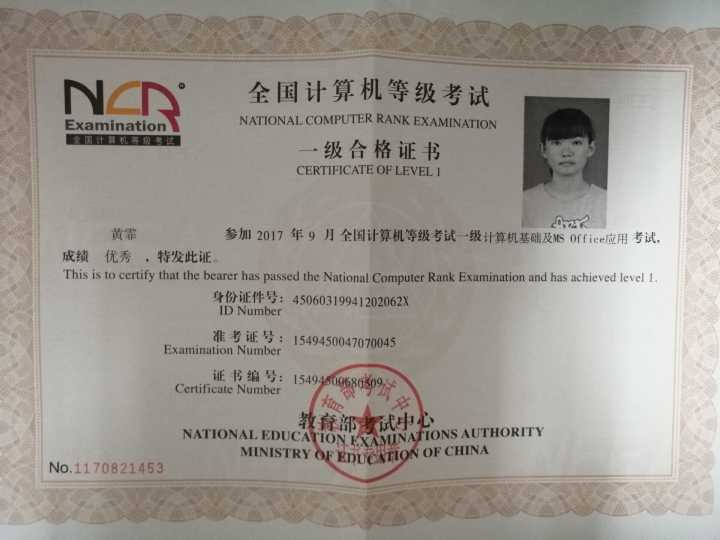 NCR
Examination
全国计算机等级考试
全国计算机等级考试
NATIONAL COMPUTER RANK EXAMINATION
一级合格证书
CERTIFICATE OF LEVEL 1
黄霏 参加 2017 年 9 月 全国计算机等级考试一级 计算机基础及MS Office应用 考试,
成绩 优秀 ,特发此证。
This is to certify that the bearer has passed the National Computer Rank Examination and has achieved level 1.
身份证件号: 45060319941202062X
ID Number
准考证号: 1549450047070045
Examination Number
证书编号: 15494500680309
Certificate Number
教育部考试中心
NATIONAL EDUCATION EXAMINATIONS AUTHORITY
MINISTRY OF EDUCATION OF CHINA
No.1170821453